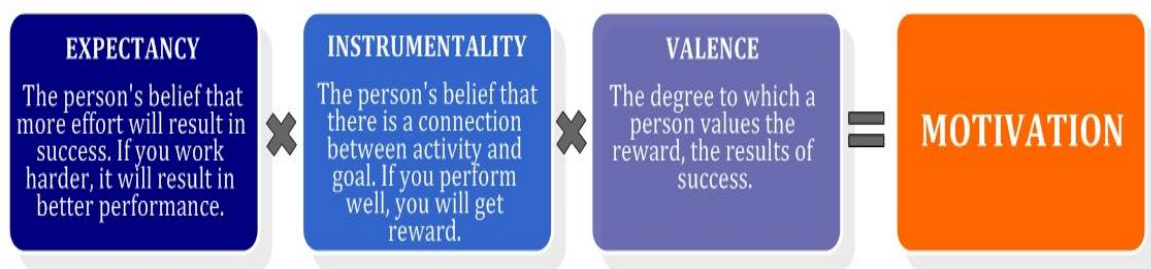 EXPECTANCY
The person's belief that
more effort will result in
success. If you work
harder, it will result in
better performance.
INSTRUMENTALITY
The person's belief that
there is a connection
between activity and
goal. If you perform
well, you will get
reward.
VALENCE
The degree to which a
person values the
reward, the results of
success.
MOTIVATION